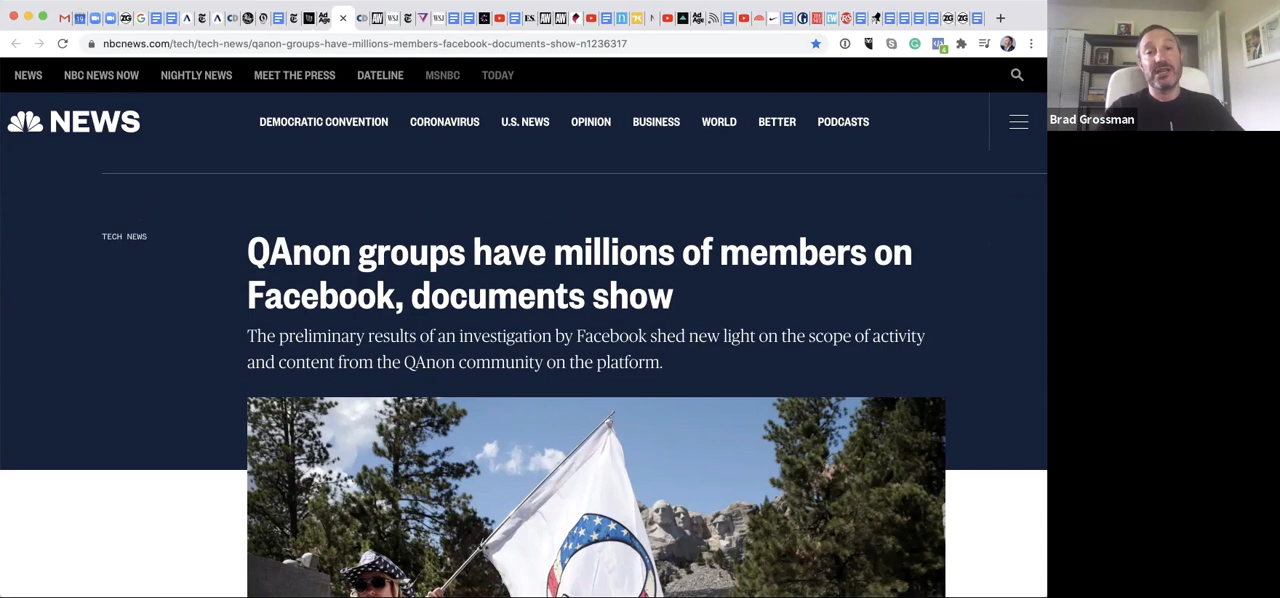 nbcnews.com/tech/tech-news/qanon-groups-have-millions-members-facebook-documents-show-n1236317
NEWS NBC NEWS NOW NIGHTLY NEWS MEET THE PRESS DATELINE MSNBC TODAY
NEWS DEMOCRATIC CONVENTION CORONAVIRUS U.S. NEWS OPINION BUSINESS WORLD BETTER PODCASTS
Brad Grossman
TECH NEWS
QAnon groups have millions of members on
Facebook, documents show
The preliminary results of an investigation by Facebook shed new light on the scope of activity
and content from the QAnon community on the platform.